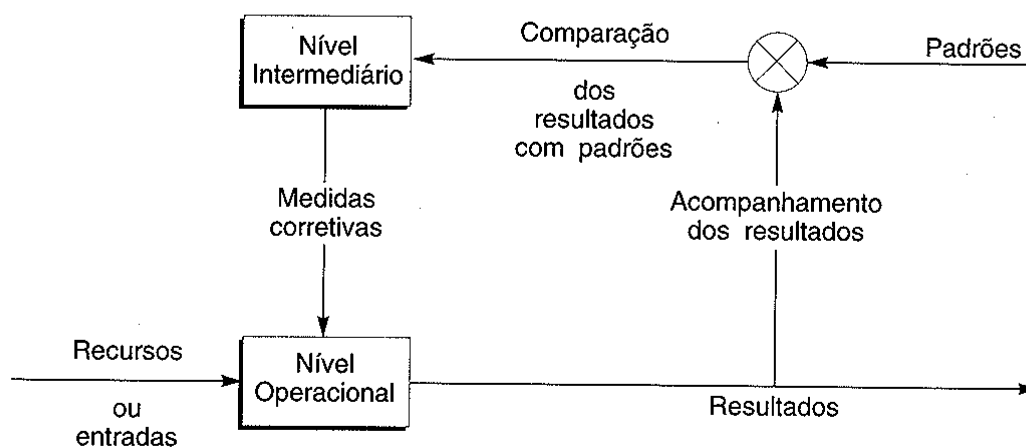 Nível
Intermediário
Comparação
dos
resultados
com padrões
Padrões
Medidas
corretivas
Acompanhamento
dos resultados
Recursos
ou
entradas
Nível
Operacional
Resultados